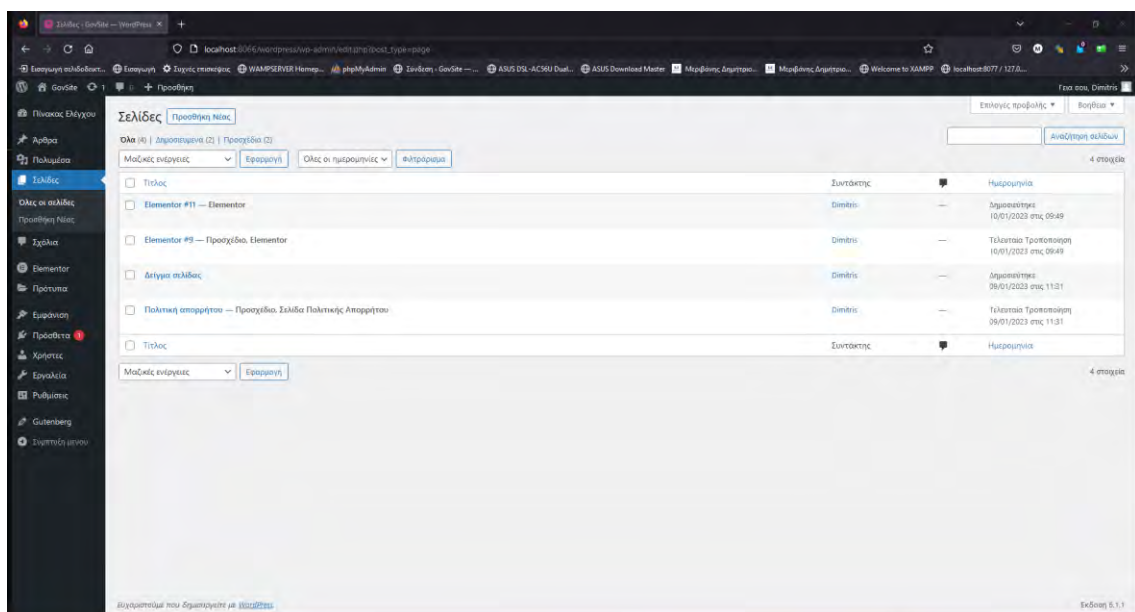 Σελίδες · GovSite — WordPress
localhost:8066/wordpress/wp-admin/edit.php?post_type=page
Εισαγωγή σελιδοδεικτ... Εισαγωγή Συχνές επισκέψεις WAMPSERVER Homep... phpMyAdmin Σύνδεση · GovSite — ... ASUS DSL-AC56U Dual... ASUS Download Master Μεριβάνης Δημήτριο... Μεριβάνης Δημήτριο... Welcome to XAMPP localhost:8077 / 127.0...
GovSite 1 0 + Προσθήκη Γεια σου, Dimitris
Επιλογές προβολής Βοήθεια
Πίνακας Ελέγχου
Άρθρα
Πολυμέσα
Σελίδες
Όλες οι σελίδες
Προσθήκη Νέας
Σχόλια
Elementor
Πρότυπα
Εμφάνιση
Πρόσθετα 1
Χρήστες
Εργαλεία
Ρυθμίσεις
Gutenberg
Σύμπτυξη μενού
Σελίδες Προσθήκη Νέας
Όλα (4) | Δημοσιευμένα (2) | Προσχέδια (2)
Αναζήτηση σελίδων
Μαζικές ενέργειες Εφαρμογή Όλες οι ημερομηνίες Φιλτράρισμα 4 στοιχεία
Τίτλος Συντάκτης Ημερομηνία
Elementor #11 — Elementor Dimitris — Δημοσιεύτηκε
10/01/2023 στις 09:49
Elementor #9 — Προσχέδιο, Elementor Dimitris — Τελευταία Τροποποίηση
10/01/2023 στις 09:49
Δείγμα σελίδας Dimitris — Δημοσιεύτηκε
09/01/2023 στις 11:31
Πολιτική απορρήτου — Προσχέδιο, Σελίδα Πολιτικής Απορρήτου Dimitris — Τελευταία Τροποποίηση
09/01/2023 στις 11:31
Τίτλος Συντάκτης Ημερομηνία
Μαζικές ενέργειες Εφαρμογή 4 στοιχεία
Ευχαριστούμε που δημιουργείτε με WordPress. Έκδοση 6.1.1